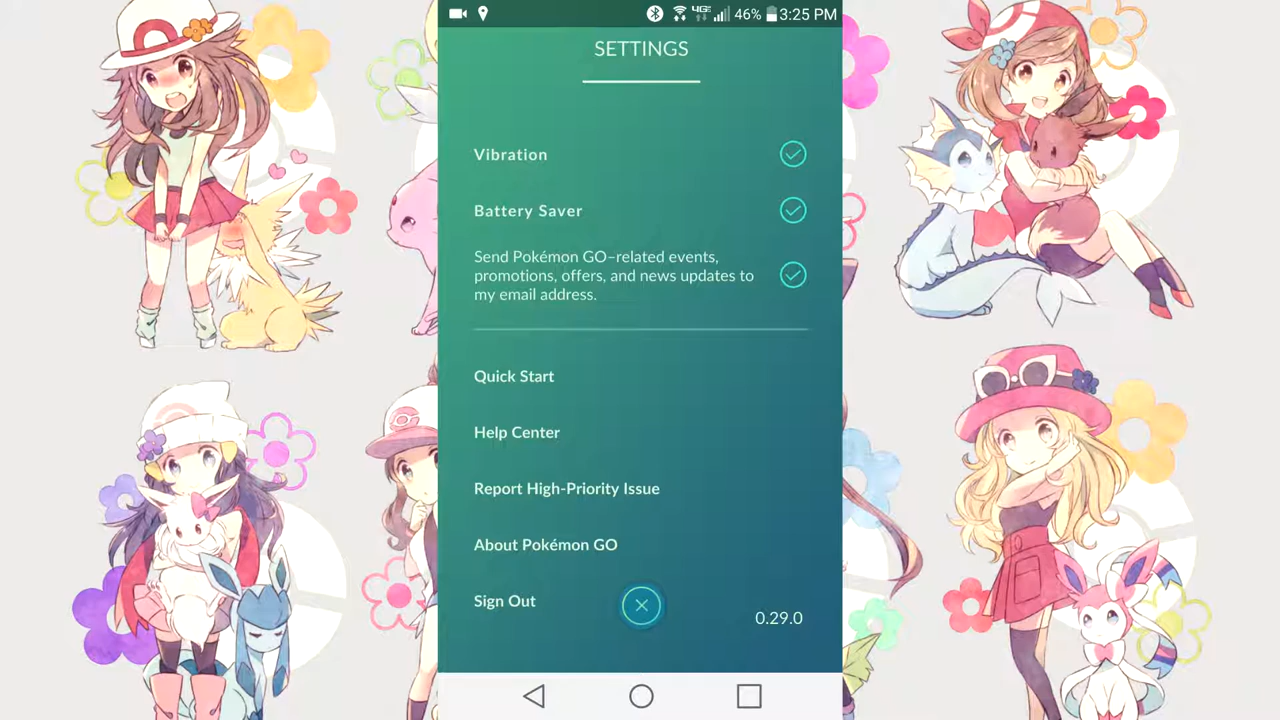 4GE 46% 3:25 PM
SETTINGS
Vibration
Battery Saver
Send Pokémon GO–related events,
promotions, offers, and news updates to
my email address.
Quick Start
Help Center
Report High-Priority Issue
About Pokémon GO
Sign Out
0.29.0